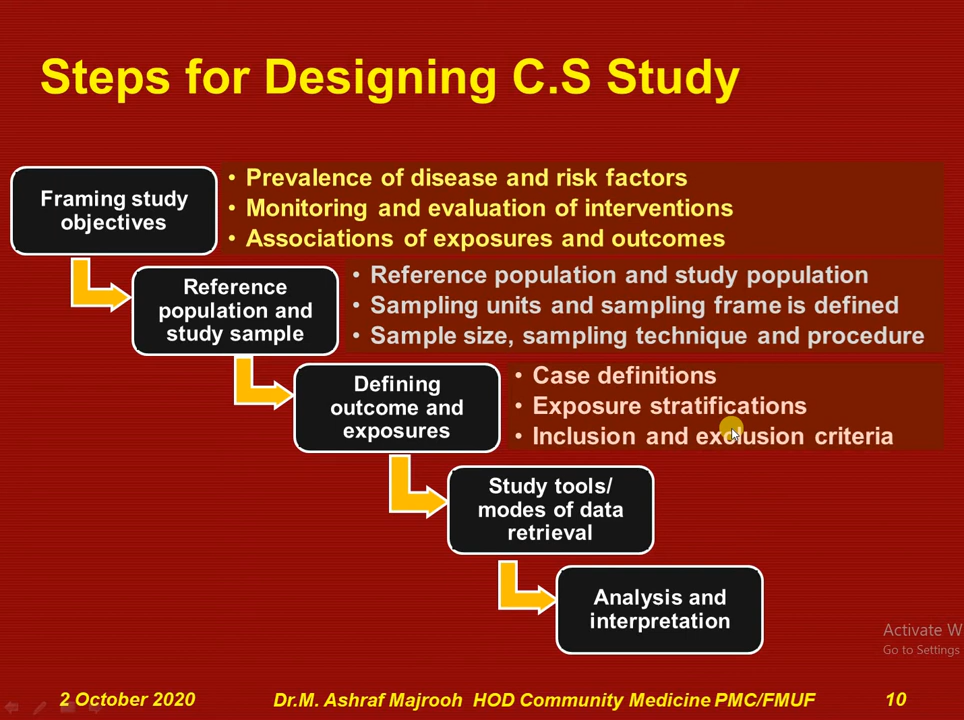 Steps for Designing C.S Study
Framing study
objectives
• Prevalence of disease and risk factors
• Monitoring and evaluation of interventions
• Associations of exposures and outcomes
Reference
population and
study sample
• Reference population and study population
• Sampling units and sampling frame is defined
• Sample size, sampling technique and procedure
Defining
outcome and
exposures
• Case definitions
• Exposure stratifications
• Inclusion and exclusion criteria
Study tools/
modes of data
retrieval
Analysis and
interpretation
Activate W
Go to Settings
2 October 2020
Dr.M. Ashraf Majrooh HOD Community Medicine PMC/FMUF
10